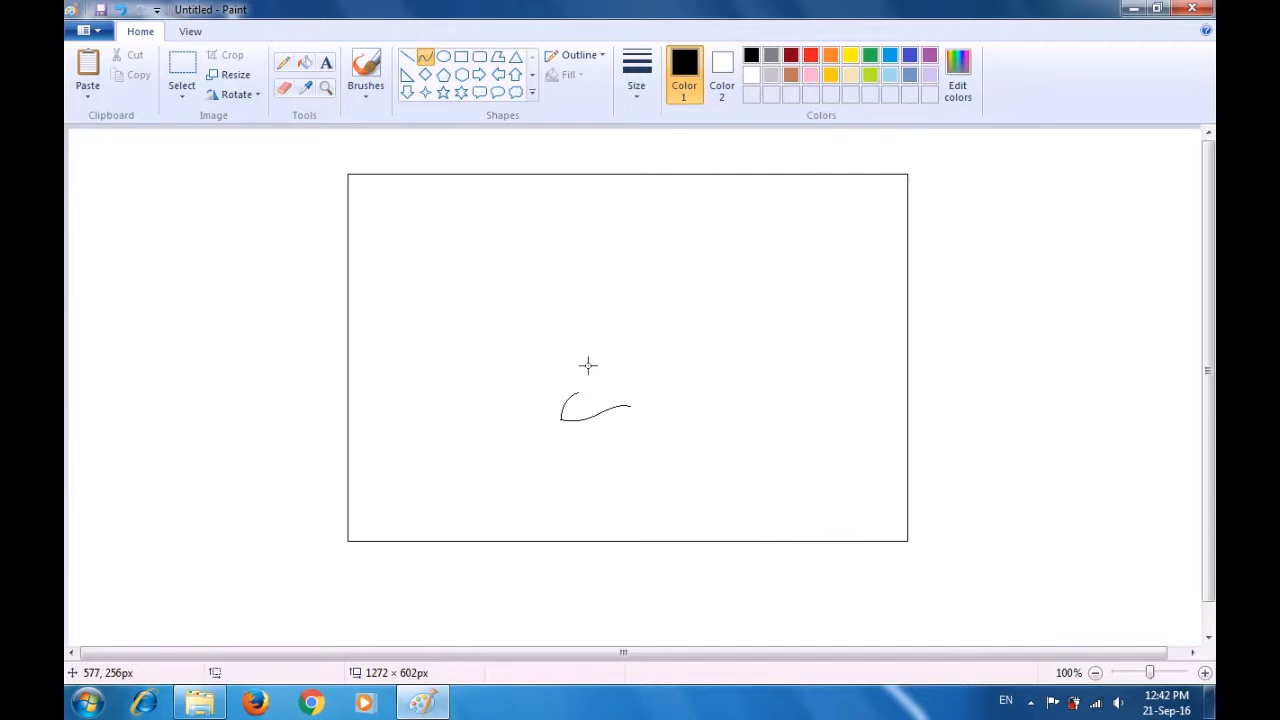 Untitled - Paint
Home
View
Paste
Cut
Copy
Clipboard
Select
Crop
Resize
Rotate
Image
A
Tools
Brushes
Outline
Fill
Shapes
Size
Color 1
Color 2
Edit colors
Colors
577, 256px
1272 × 602px
100%
EN
12:42 PM
21-Sep-16